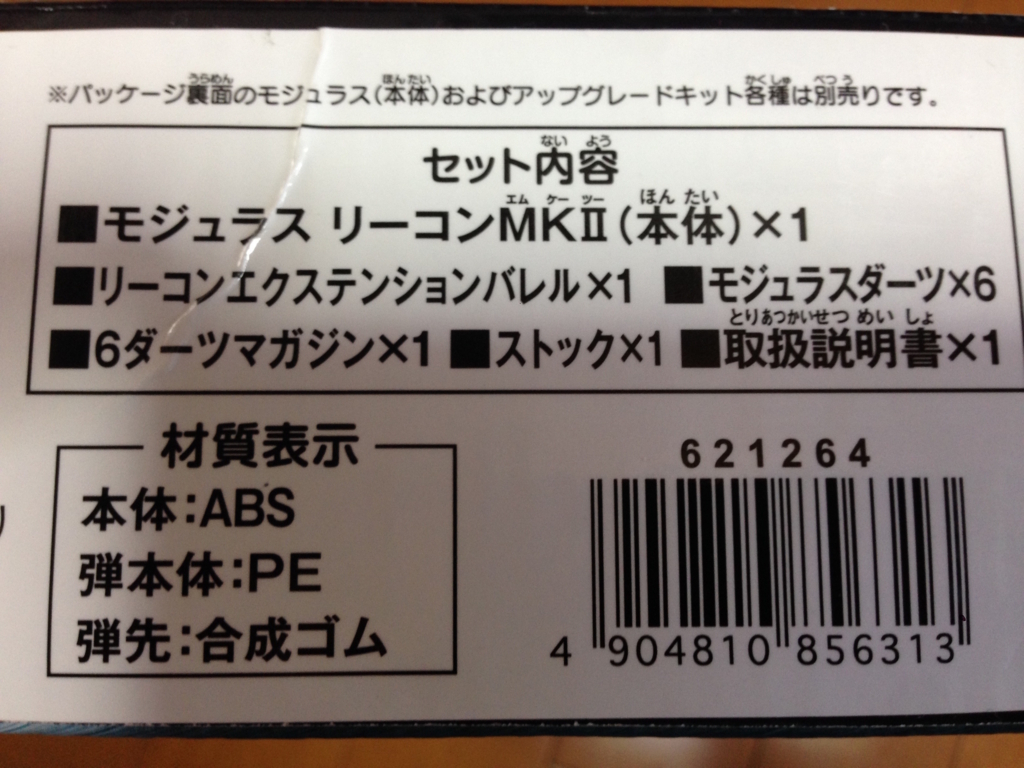 ※パッケージ裏面のモジュラス(本体)およびアップグレードキット各種は別売りです。
セット内容
■モジュラス リーコンMKⅡ(本体)×1
■リーコンエクステンションバレル×1 ■モジュラスダーツ×6
■6ダーツマガジン×1 ■ストック×1 ■取扱説明書×1
材質表示
本体:ABS
弾本体:PE
弾先:合成ゴム
621264
4 904810 856313